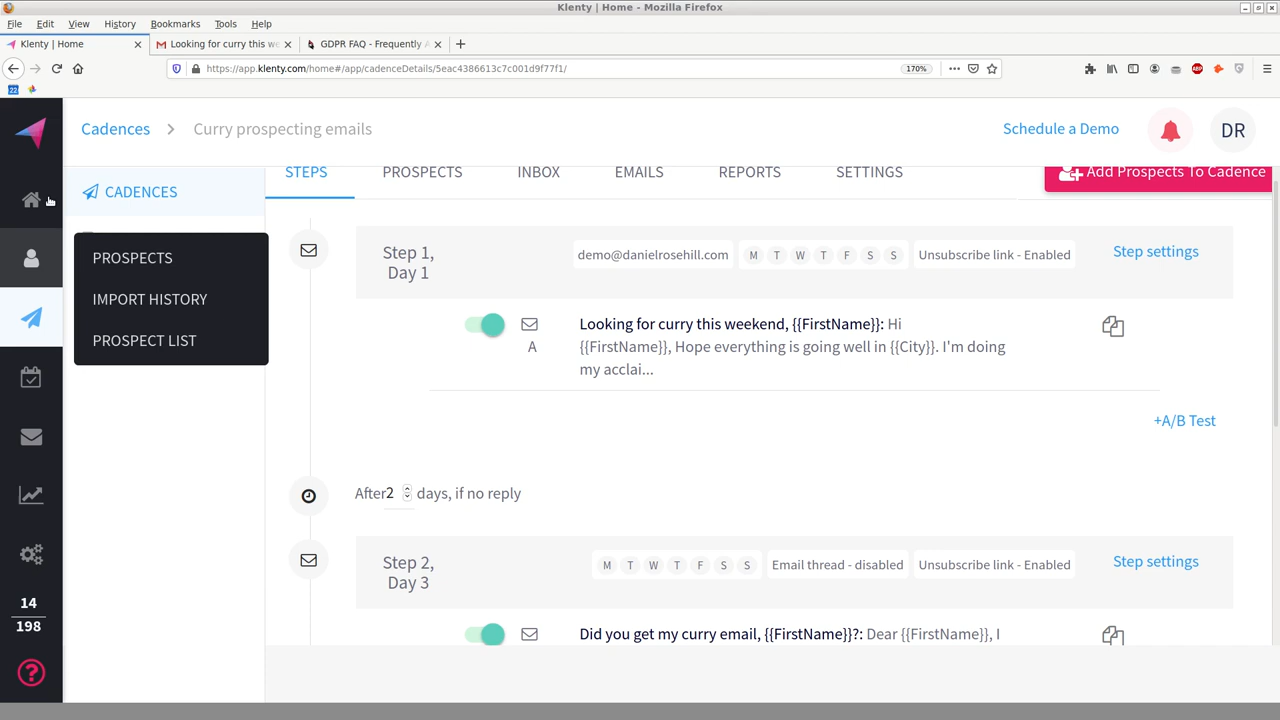 Klenty | Home - Mozilla Firefox
File Edit View History Bookmarks Tools Help
Klenty | Home
Looking for curry this we
GDPR FAQ - Frequently A
https://app.klenty.com/home#/app/cadenceDetails/5eac4386613c7c001d9f77f1/
170%
22
ABP
Cadences > Curry prospecting emails
Schedule a Demo
DR
CADENCES
STEPS
PROSPECTS
INBOX
EMAILS
REPORTS
SETTINGS
Add Prospects To Cadence
PROSPECTS
IMPORT HISTORY
PROSPECT LIST
14
198
?
Step 1,
Day 1
demo@danielrosehill.com
M T W T F S S
Unsubscribe link - Enabled
Step settings
A
Looking for curry this weekend, {{FirstName}}: Hi
{{FirstName}}, Hope everything is going well in {{City}}. I'm doing
my acclai...
+A/B Test
After 2 days, if no reply
Step 2,
Day 3
M T W T F S S
Email thread - disabled
Unsubscribe link - Enabled
Step settings
Did you get my curry email, {{FirstName}}?: Dear {{FirstName}}, I